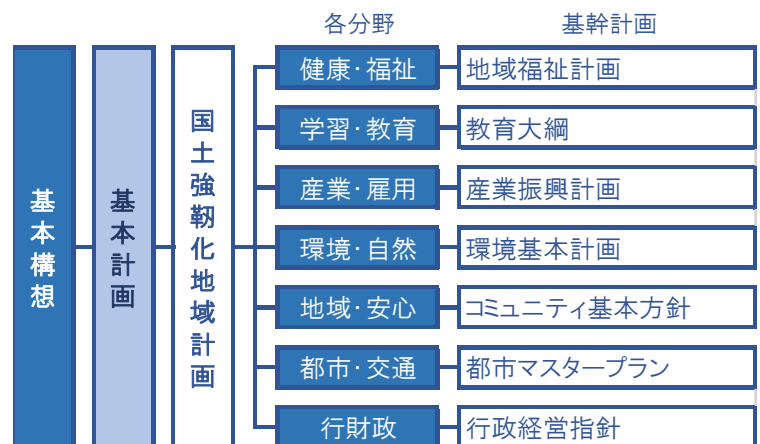 各分野 基幹計画
基本構想
基本計画
国土強靭化地域計画
健康・福祉 地域福祉計画
学習・教育 教育大綱
産業・雇用 産業振興計画
環境・自然 環境基本計画
地域・安心 コミュニティ基本方針
都市・交通 都市マスタープラン
行財政 行政経営指針